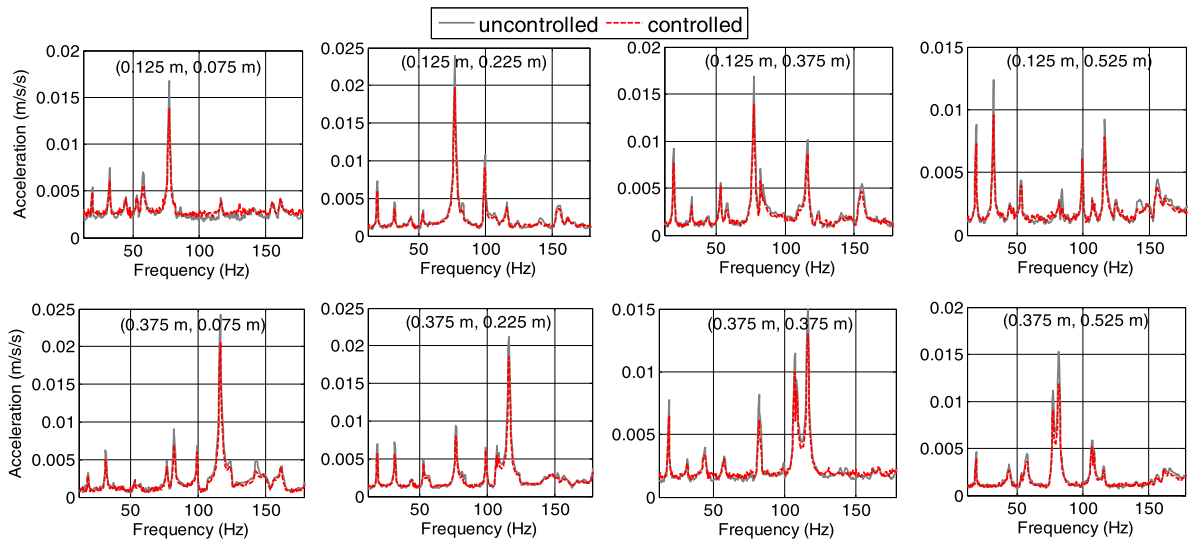 uncontrolled controlled
(0.125 m, 0.075 m)
Acceleration (m/s/s)
0.02
0.015
0.01
0.005
0
50 100 150
Frequency (Hz)
(0.125 m, 0.225 m)
0.025
0.02
0.015
0.01
0.005
0
50 100 150
Frequency (Hz)
(0.125 m, 0.375 m)
0.02
0.015
0.01
0.005
0
50 100 150
Frequency (Hz)
(0.125 m, 0.525 m)
0.015
0.01
0.005
0
50 100 150
Frequency (Hz)
(0.375 m, 0.075 m)
Acceleration (m/s/s)
0.025
0.02
0.015
0.01
0.005
0
50 100 150
Frequency (Hz)
(0.375 m, 0.225 m)
0.025
0.02
0.015
0.01
0.005
0
50 100 150
Frequency (Hz)
(0.375 m, 0.375 m)
0.015
0.01
0.005
0
50 100 150
Frequency (Hz)
(0.375 m, 0.525 m)
0.02
0.015
0.01
0.005
0
50 100 150
Frequency (Hz)